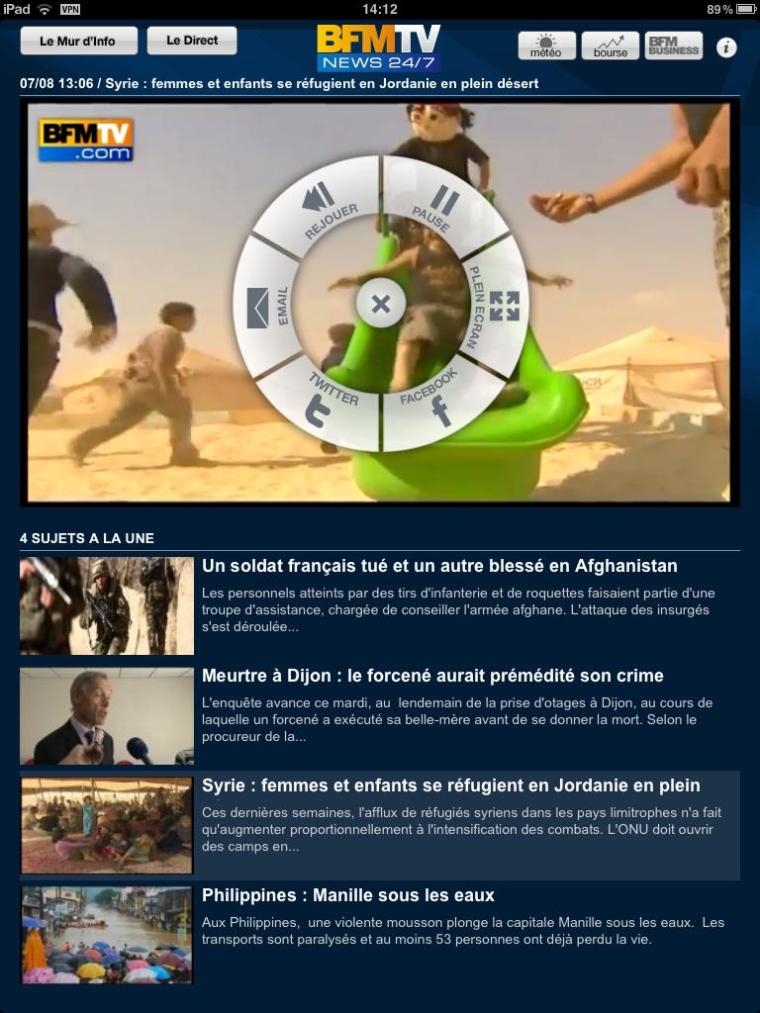 iPad VPN 14:12 89%
Le Mur d'Info Le Direct BFMTV météo bourse BFM BUSINESS i
NEWS 24/7
07/08 13:06 / Syrie : femmes et enfants se réfugient en Jordanie en plein désert
BFMTV
.com
REJOUER PAUSE
EMAIL PLEIN ECRAN
TWITTER FACEBOOK
4 SUJETS A LA UNE
Un soldat français tué et un autre blessé en Afghanistan
Les personnels atteints par des tirs d'infanterie et de roquettes faisaient partie d'une
troupe d'assistance, chargée de conseiller l'armée afghane. L'attaque des insurgés
s'est déroulée...
Meurtre à Dijon : le forcené aurait prémédité son crime
L'enquête avance ce mardi, au lendemain de la prise d'otages à Dijon, au cours de
laquelle un forcené a exécuté sa belle-mère avant de se donner la mort. Selon le
procureur de la...
Syrie : femmes et enfants se réfugient en Jordanie en plein
Ces dernières semaines, l'afflux de réfugiés syriens dans les pays limitrophes n'a fait
qu'augmenter proportionnellement à l'intensification des combats. L'ONU doit ouvrir
des camps en...
Philippines : Manille sous les eaux
Aux Philippines, une violente mousson plonge la capitale Manille sous les eaux. Les
transports sont paralysés et au moins 53 personnes ont déjà perdu la vie.